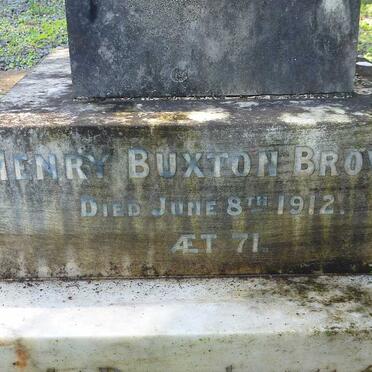 HENRY BUXTON BROW
DIED JUNE 8TH 1912.
ÆT 71.